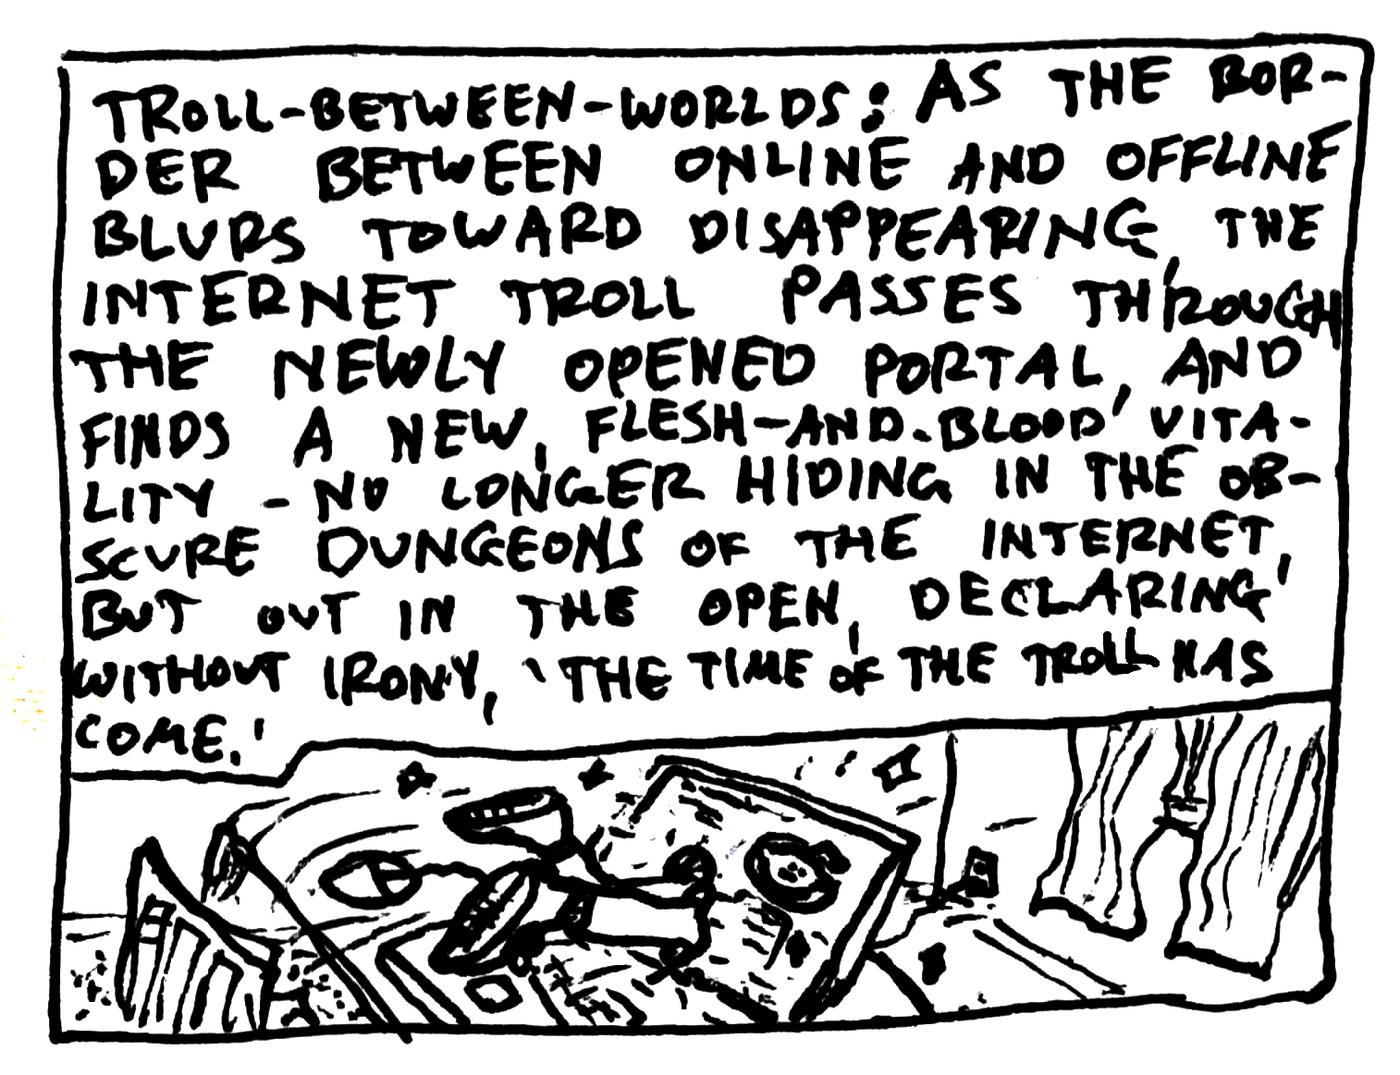 TROLL-BETWEEN-WORLDS: AS THE BOR-
DER BETWEEN ONLINE AND OFFLINE
BLURS TOWARD DISAPPEARING, THE
INTERNET TROLL PASSES THROUGH
THE NEWLY OPENED PORTAL, AND
FINDS A NEW, FLESH-AND-BLOOD VITA-
LITY - NO LONGER HIDING IN THE OB-
SCURE DUNGEONS OF THE INTERNET,
BUT OUT IN THE OPEN, DECLARING
WITHOUT IRONY, 'THE TIME OF THE TROLL HAS
COME.'